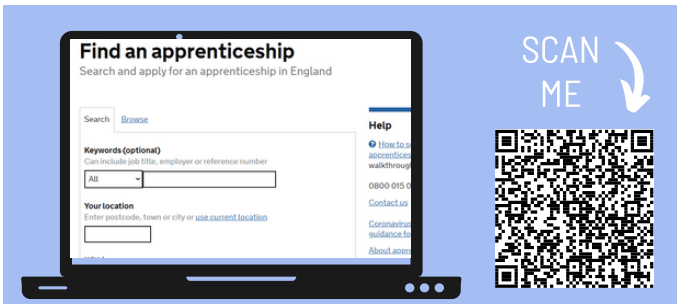 Find an apprenticeship
Search and apply for an apprenticeship in England
Search
Browse
Keywords (optional)
Can include job title, employer or reference number
All
Your location
Enter postcode, town or city or use current location
Help
How to
walkthrough
0800 015 0
Contact us
Coronavirus
guidance fo
About appre
SCAN
ME